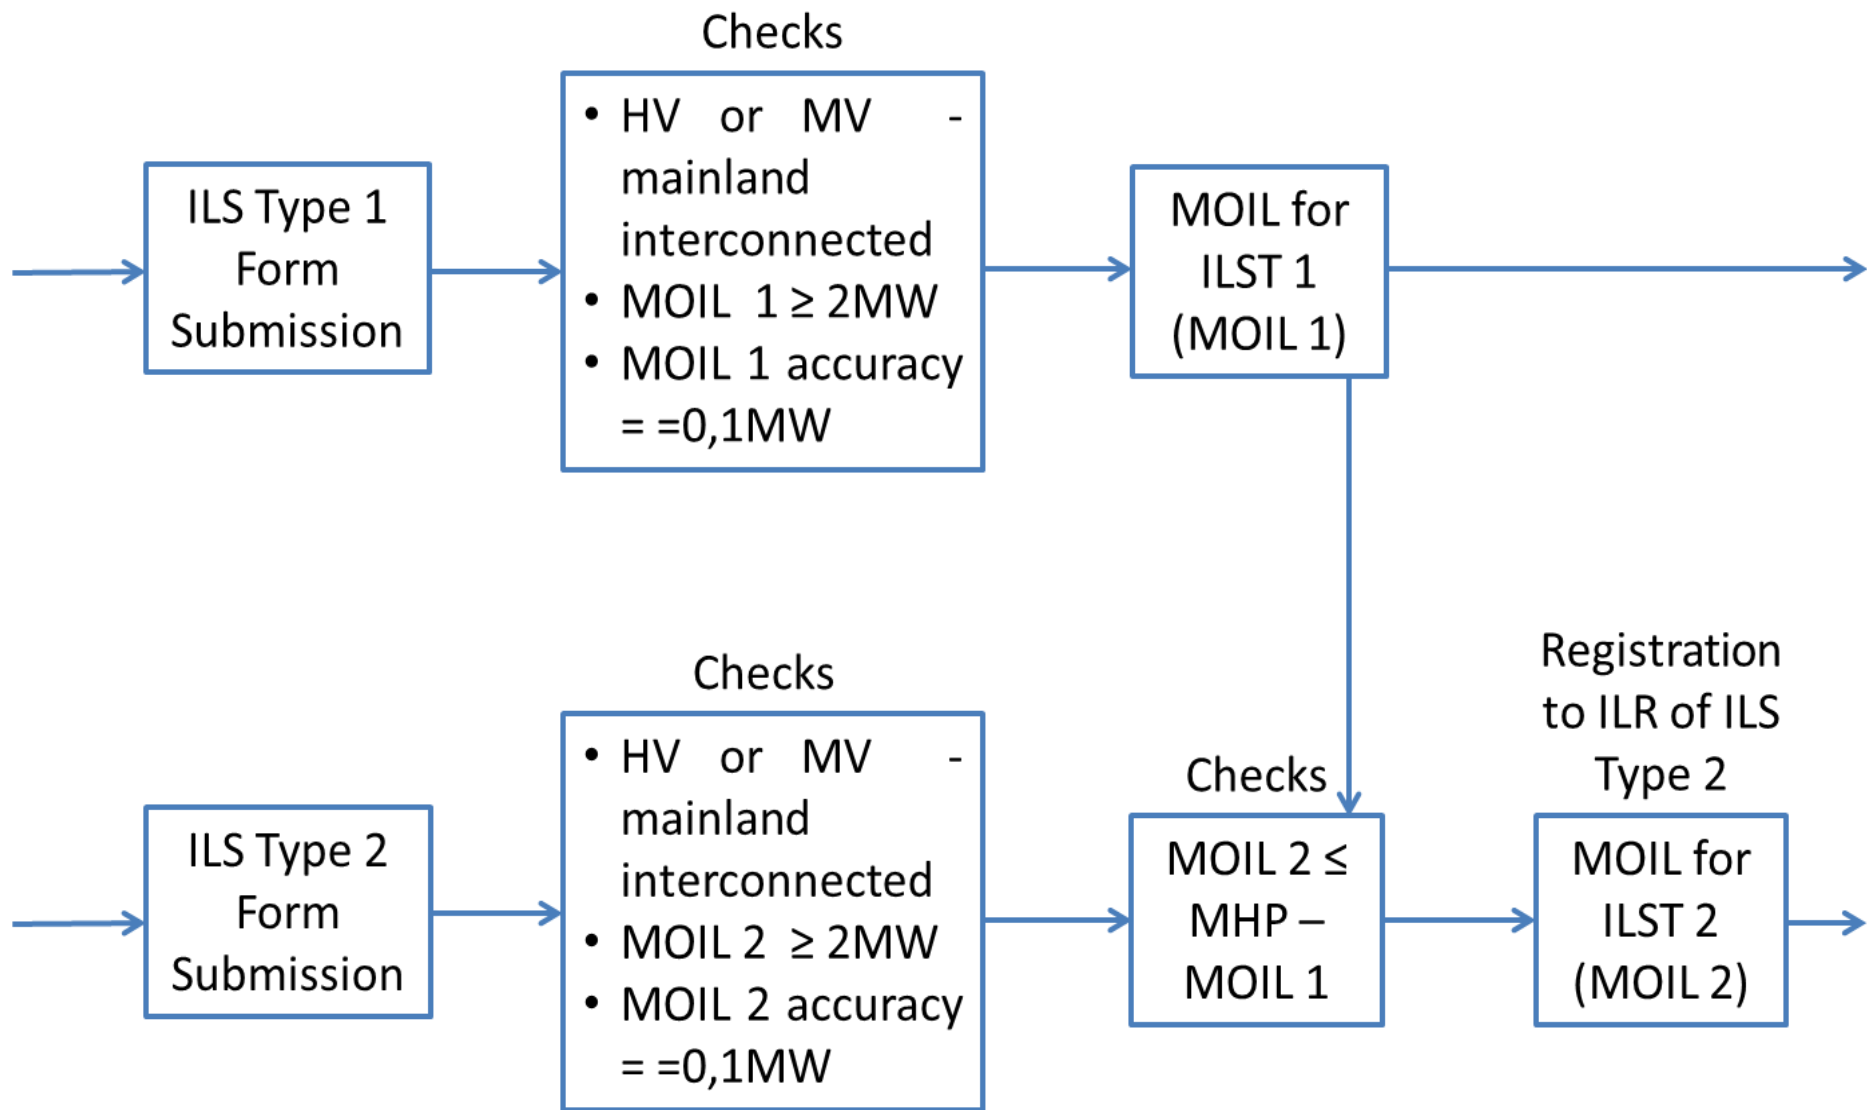 Checks
ILS Type 1
Form
Submission
• HV or MV -
mainland
interconnected
• MOIL 1 ≥ 2MW
• MOIL 1 accuracy
= =0,1MW
MOIL for
ILST 1
(MOIL 1)
Checks
ILS Type 2
Form
Submission
• HV or MV -
mainland
interconnected
• MOIL 2 ≥ 2MW
• MOIL 2 accuracy
= =0,1MW
Checks
MOIL 2 ≤
MHP –
MOIL 1
Registration
to ILR of ILS
Type 2
MOIL for
ILST 2
(MOIL 2)